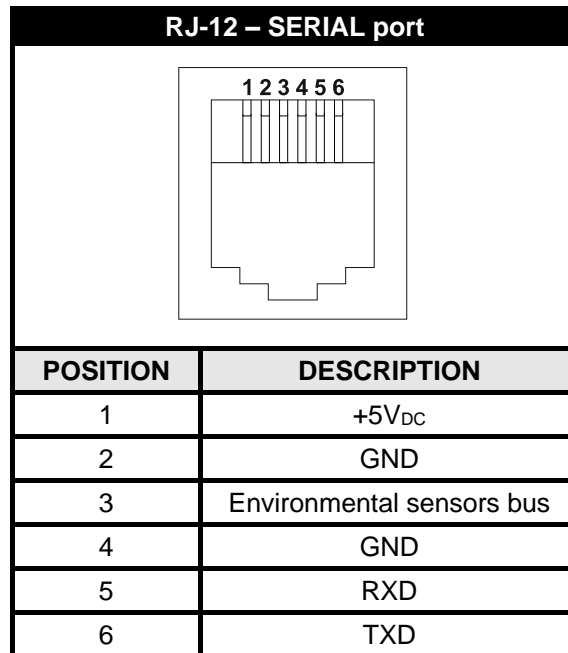 RJ-12 – SERIAL port
1 2 3 4 5 6
POSITION DESCRIPTION
1 +5VDC
2 GND
3 Environmental sensors bus
4 GND
5 RXD
6 TXD